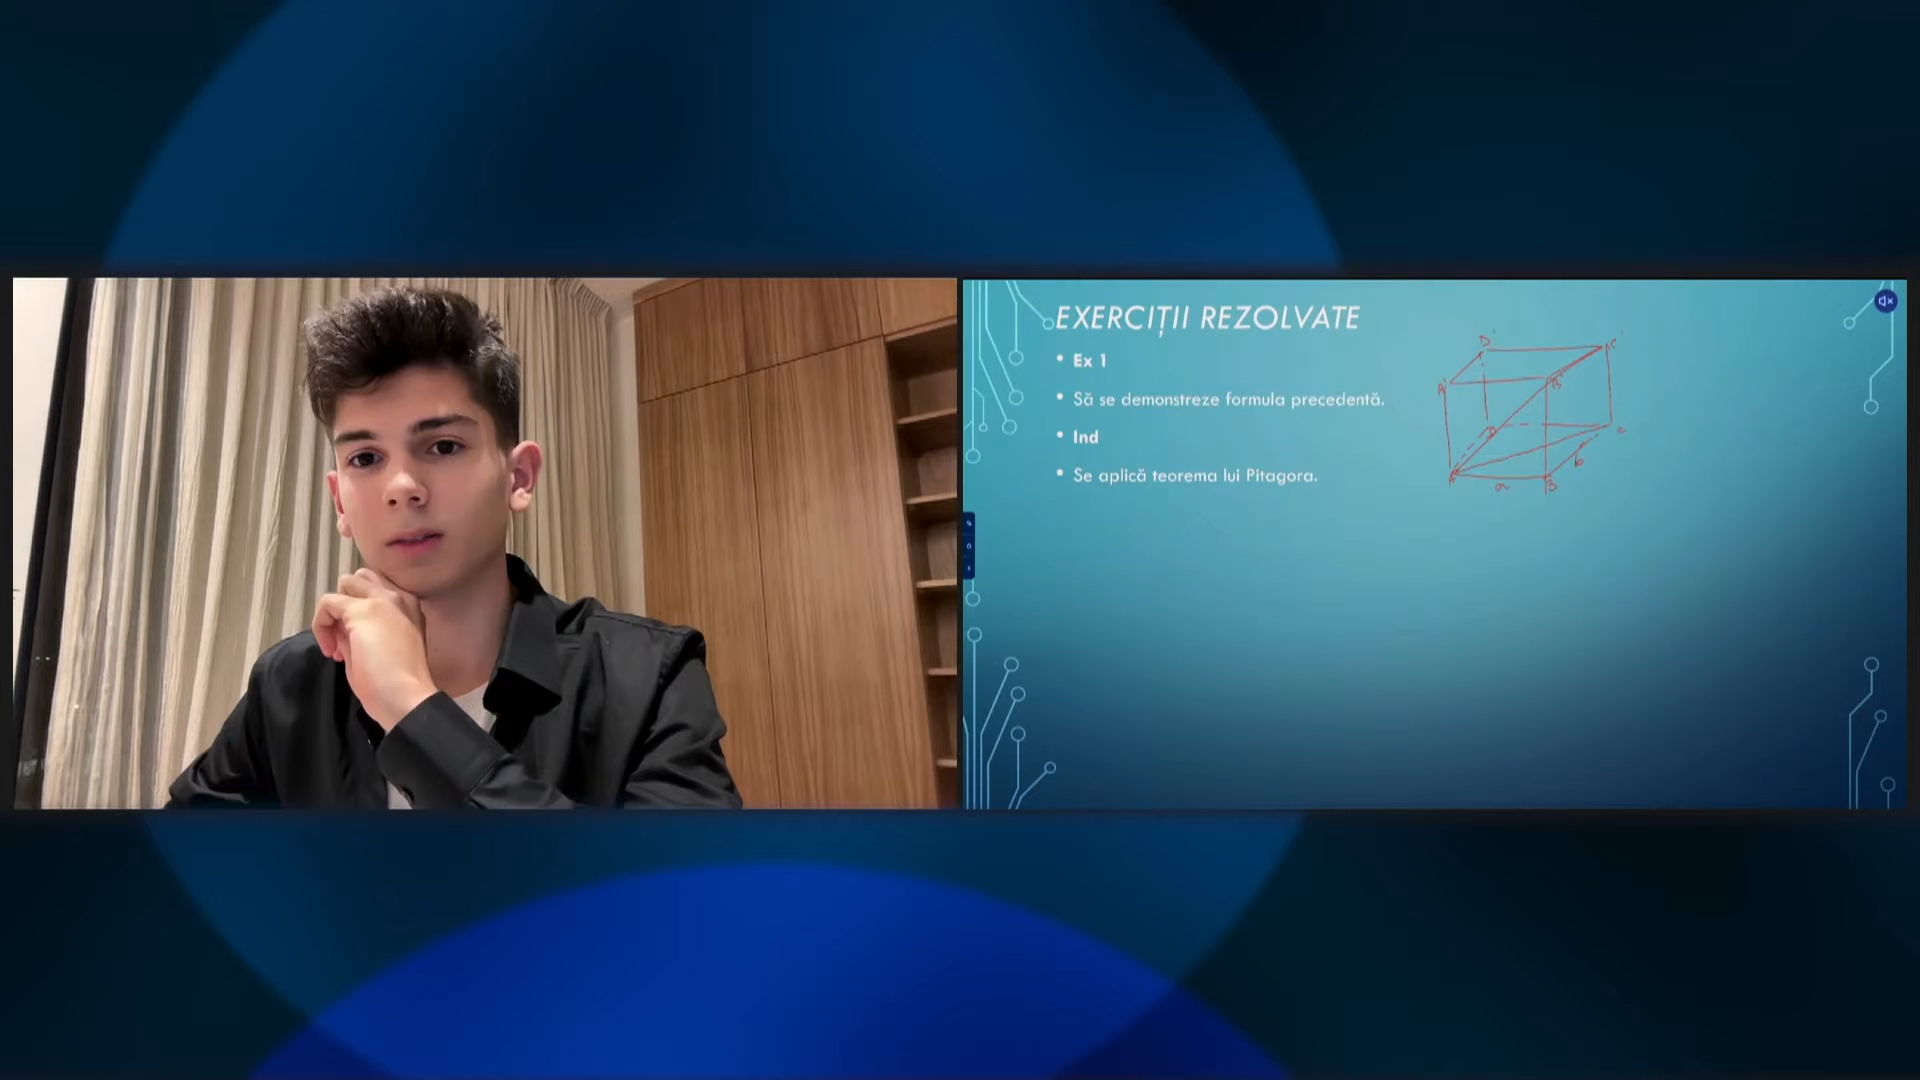 EXERCIȚII REZOLVATE
• Ex 1
• Să se demonstreze formula precedentă.
• Ind
• Se aplică teorema lui Pitagora.
D' C'
A' B'
D C
b
A a B